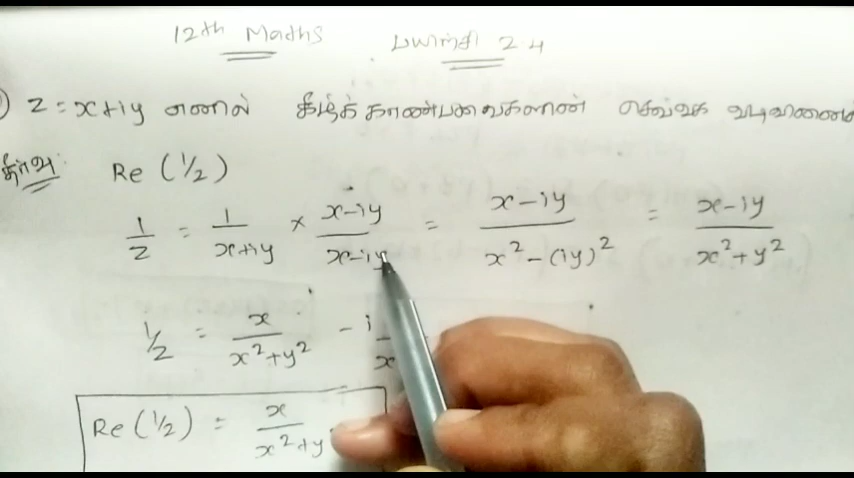 12th Maths பயிற்சி 2.4
) z = x+iy எனில் கீழ்க்காண்பவைகளின் செவ்வக வடிவினைக்
தீர்வு: Re (1/z)
1/z = 1/(x+iy) × (x-iy)/(x-iy) = (x-iy)/(x² - (iy)²) = (x-iy)/(x² + y²)
1/z = x/(x²+y²) - i
Re (1/z) = x/(x²+y